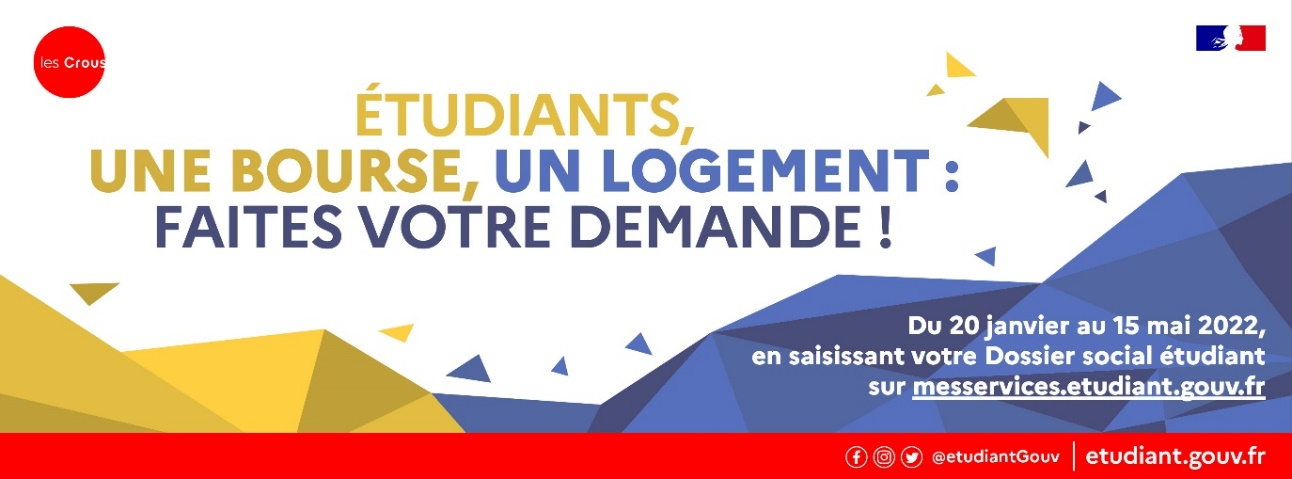 les Crous
ÉTUDIANTS,
UNE BOURSE, UN LOGEMENT :
FAITES VOTRE DEMANDE !
Du 20 janvier au 15 mai 2022,
en saisissant votre Dossier social étudiant
sur messervices.etudiant.gouv.fr
@etudiantGouv | etudiant.gouv.fr